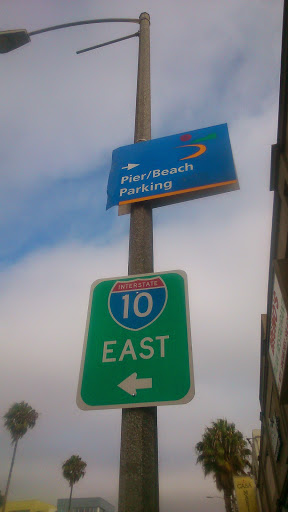 Pier/Beach
Parking
INTERSTATE
10
EAST